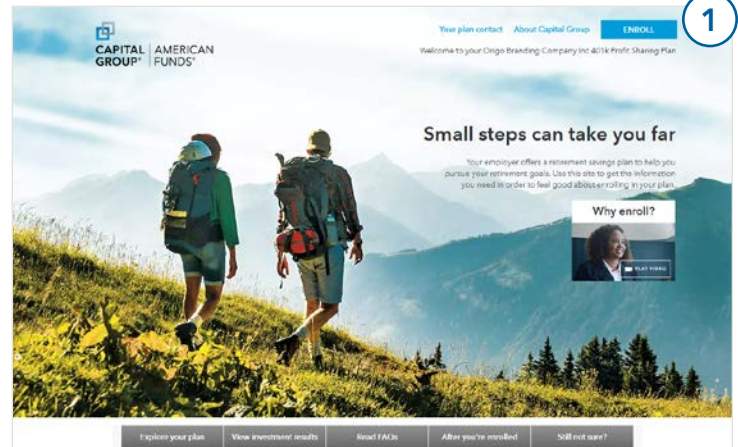 1
Your plan contact About Capital Group ENROLL
CAPITAL GROUP® | AMERICAN FUNDS®
Welcome to your Ongo Branding Company Inc 401k Profit Sharing Plan
Small steps can take you far
Your employer offers a retirement savings plan to help you
pursue your retirement goals. Use this site to get the information
you need in order to feel good about enrolling in your plan.
Why enroll?
PLAY VIDEO
Explore your plan View investment results Read FAQs After you're enrolled Still not sure?